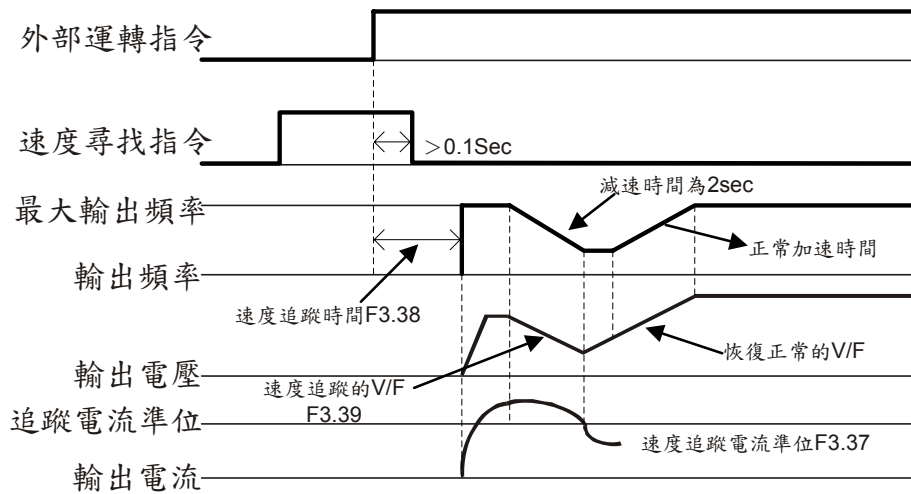 外部運轉指令
速度尋找指令
＞0.1Sec
最大輸出頻率
減速時間為2sec
正常加速時間
輸出頻率
速度追蹤時間F3.38
恢復正常的V/F
輸出電壓
速度追蹤的V/F
F3.39
追蹤電流準位
速度追蹤電流準位F3.37
輸出電流